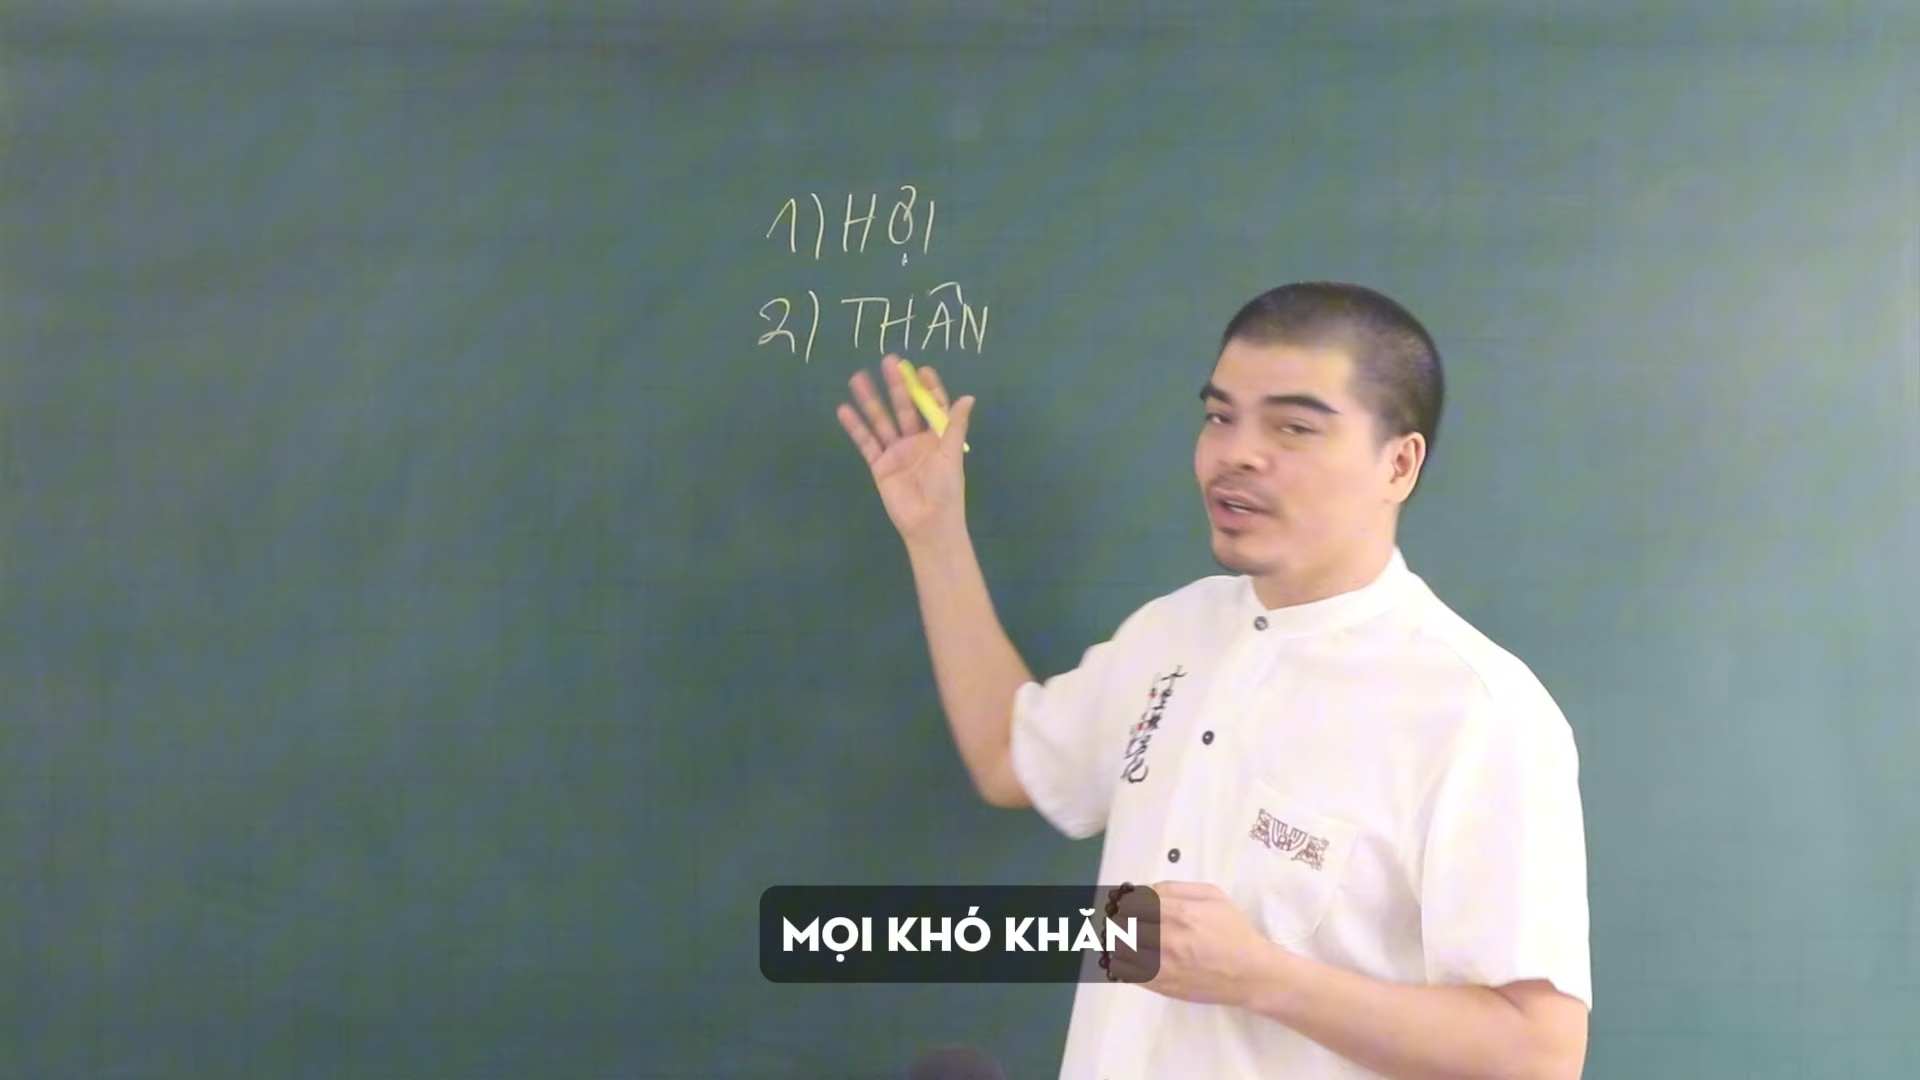 1) HỢI
2) THÂN
MỌI KHÓ KHĂN